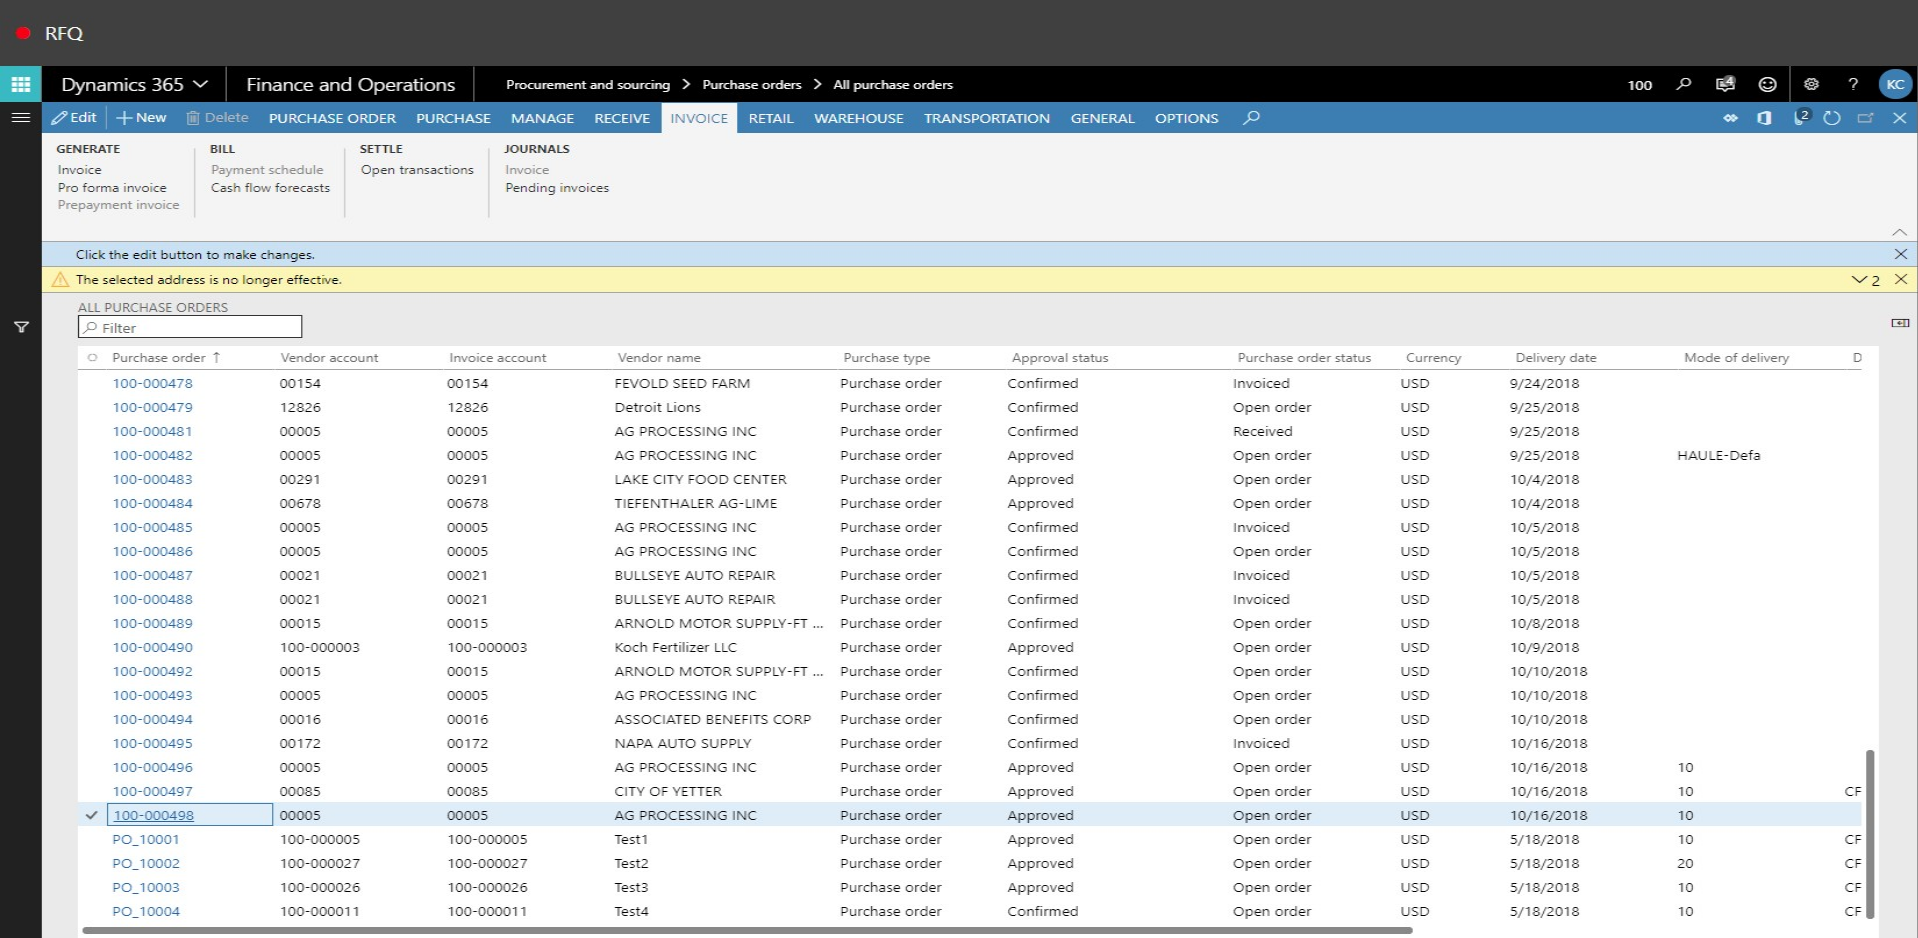 RFQ
Dynamics 365 Finance and Operations Procurement and sourcing > Purchase orders > All purchase orders 100 4 ? KC
Edit + New Delete PURCHASE ORDER PURCHASE MANAGE RECEIVE INVOICE RETAIL WAREHOUSE TRANSPORTATION GENERAL OPTIONS 2
GENERATE BILL SETTLE JOURNALS
Invoice Payment schedule Open transactions Invoice
Pro forma invoice Cash flow forecasts Pending invoices
Prepayment invoice
Click the edit button to make changes.
The selected address is no longer effective. 2
ALL PURCHASE ORDERS
Filter
Purchase order ↑ Vendor account Invoice account Vendor name Purchase type Approval status Purchase order status Currency Delivery date Mode of delivery D
100-000478 00154 00154 FEVOLD SEED FARM Purchase order Confirmed Invoiced USD 9/24/2018
100-000479 12826 12826 Detroit Lions Purchase order Confirmed Open order USD 9/25/2018
100-000481 00005 00005 AG PROCESSING INC Purchase order Confirmed Received USD 9/25/2018
100-000482 00005 00005 AG PROCESSING INC Purchase order Approved Open order USD 9/25/2018 HAULE-Defa
100-000483 00291 00291 LAKE CITY FOOD CENTER Purchase order Approved Open order USD 10/4/2018
100-000484 00678 00678 TIEFENTHALER AG-LIME Purchase order Approved Open order USD 10/4/2018
100-000485 00005 00005 AG PROCESSING INC Purchase order Confirmed Invoiced USD 10/5/2018
100-000486 00005 00005 AG PROCESSING INC Purchase order Confirmed Open order USD 10/5/2018
100-000487 00021 00021 BULLSEYE AUTO REPAIR Purchase order Confirmed Invoiced USD 10/5/2018
100-000488 00021 00021 BULLSEYE AUTO REPAIR Purchase order Confirmed Invoiced USD 10/5/2018
100-000489 00015 00015 ARNOLD MOTOR SUPPLY-FT ... Purchase order Confirmed Open order USD 10/8/2018
100-000490 100-000003 100-000003 Koch Fertilizer LLC Purchase order Approved Open order USD 10/9/2018
100-000492 00015 00015 ARNOLD MOTOR SUPPLY-FT ... Purchase order Confirmed Open order USD 10/10/2018
100-000493 00005 00005 AG PROCESSING INC Purchase order Confirmed Open order USD 10/10/2018
100-000494 00016 00016 ASSOCIATED BENEFITS CORP Purchase order Confirmed Open order USD 10/10/2018
100-000495 00172 00172 NAPA AUTO SUPPLY Purchase order Confirmed Invoiced USD 10/16/2018
100-000496 00005 00005 AG PROCESSING INC Purchase order Approved Open order USD 10/16/2018 10
100-000497 00085 00085 CITY OF YETTER Purchase order Approved Open order USD 10/16/2018 10 CF
100-000498 00005 00005 AG PROCESSING INC Purchase order Approved Open order USD 10/16/2018 10
PO_10001 100-000005 100-000005 Test1 Purchase order Approved Open order USD 5/18/2018 10 CF
PO_10002 100-000027 100-000027 Test2 Purchase order Approved Open order USD 5/18/2018 20 CF
PO_10003 100-000026 100-000026 Test3 Purchase order Approved Open order USD 5/18/2018 10 CF
PO_10004 100-000011 100-000011 Test4 Purchase order Confirmed Open order USD 5/18/2018 10 CF